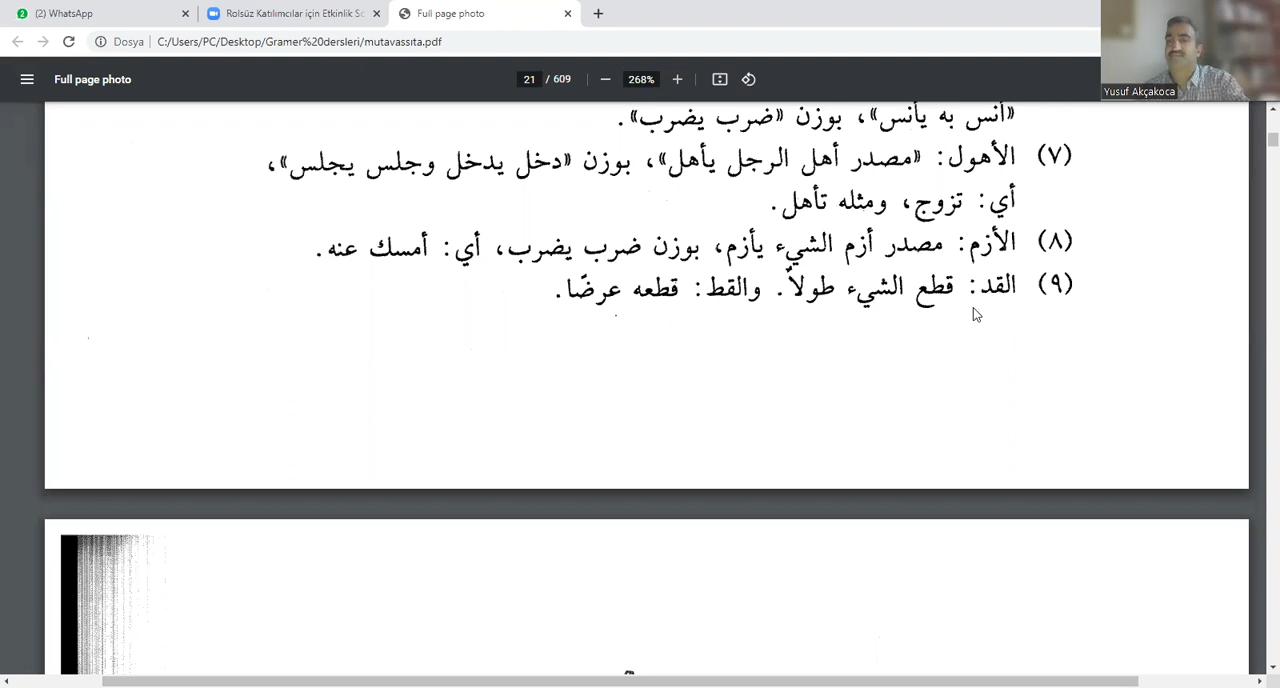 (2) WhatsApp
Rolsüz Katılımcılar için Etkinlik Sc
Full page photo
Dosya
C:/Users/PC/Desktop/Gramer%20dersleri/mutavassıta.pdf
Full page photo
21 / 609
268%
Yusuf Akçakoca
«أنس به يأنس»، بوزن «ضرب يضرب».
(٧) الأهول: «مصدر أهل الرجل يأهل»، بوزن «دخل يدخل وجلس يجلس»،
أي: تزوج، ومثله تأهل.
(٨) الأزم: مصدر أزم الشيء يأزم، بوزن ضرب يضرب، أي: أمسك عنه.
(٩) القد: قطع الشيء طولاً. والقط: قطعه عرضًا.